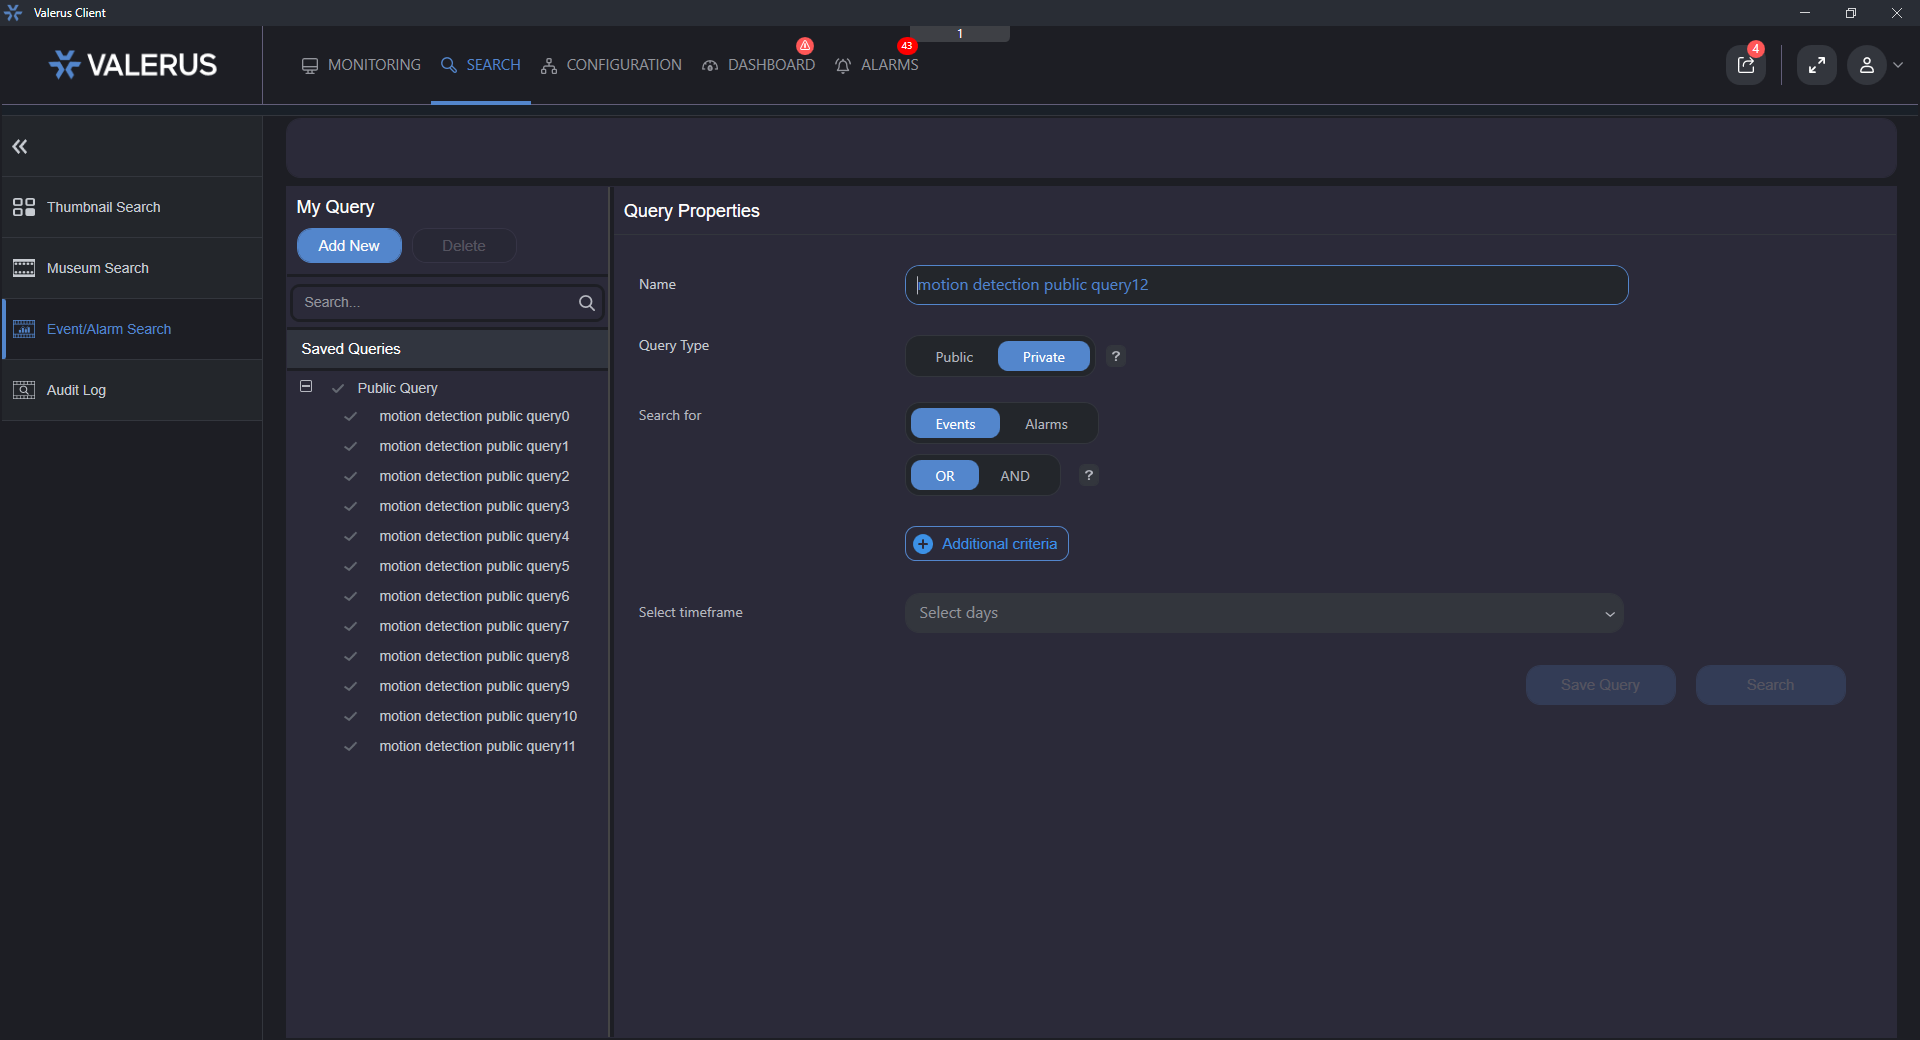 Valerus Client
1
VALERUS
MONITORING
SEARCH
CONFIGURATION
DASHBOARD
ALARMS
43
4
Thumbnail Search
Museum Search
Event/Alarm Search
Audit Log
My Query
Add New
Delete
Search...
Saved Queries
Public Query
motion detection public query0
motion detection public query1
motion detection public query2
motion detection public query3
motion detection public query4
motion detection public query5
motion detection public query6
motion detection public query7
motion detection public query8
motion detection public query9
motion detection public query10
motion detection public query11
Query Properties
Name
motion detection public query12
Query Type
Public
Private
?
Search for
Events
Alarms
OR
AND
?
Additional criteria
Select timeframe
Select days
Save Query
Search